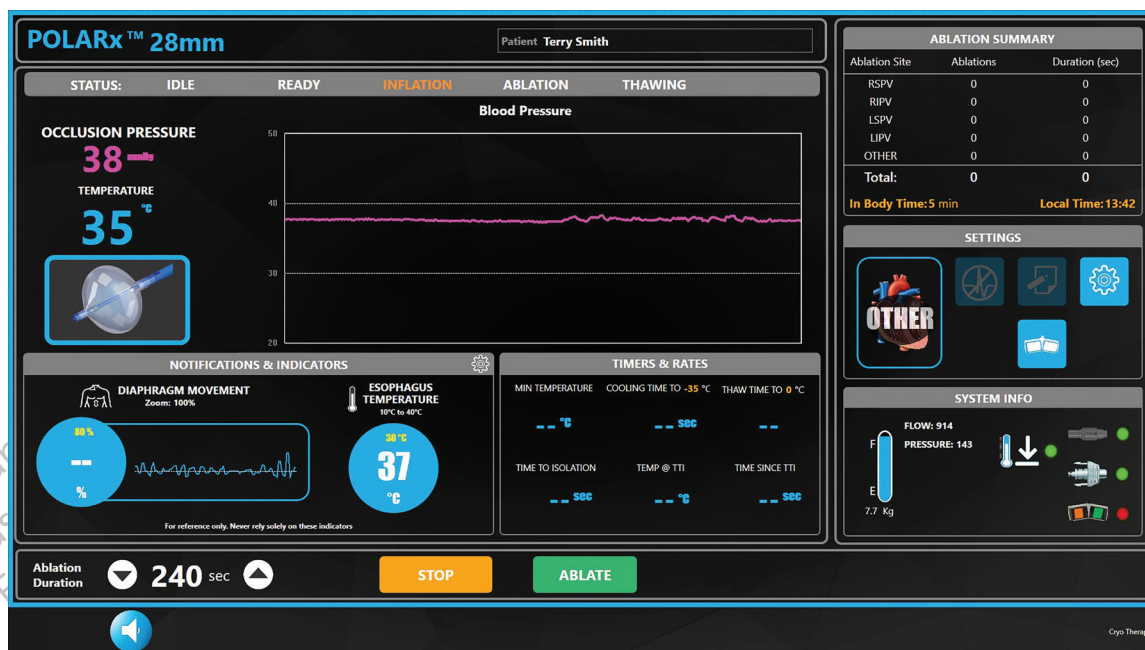 POLARx™ 28mm
Patient Terry Smith
STATUS: IDLE READY INFLATION ABLATION THAWING
Blood Pressure
OCCLUSION PRESSURE
38 mmHg
TEMPERATURE
35 °C
50
40
30
20
NOTIFICATIONS & INDICATORS
DIAPHRAGM MOVEMENT
Zoom: 100%
80 %
--
%
ESOPHAGUS
TEMPERATURE
10°C to 40°C
30 °C
37
°C
For reference only. Never rely solely on these indicators
TIMERS & RATES
MIN TEMPERATURE COOLING TIME TO -35 °C THAW TIME TO 0 °C
-- °C -- sec --
TIME TO ISOLATION TEMP @ TTI TIME SINCE TTI
-- sec -- °C -- sec
ABLATION SUMMARY
Ablation Site Ablations Duration (sec)
RSPV 0 0
RIPV 0 0
LSPV 0 0
LIPV 0 0
OTHER 0 0
Total: 0 0
In Body Time: 5 min Local Time: 13:42
SETTINGS
OTHER
SYSTEM INFO
FLOW: 914
PRESSURE: 143
F
E
7.7 Kg
Ablation
Duration
240 sec
STOP
ABLATE